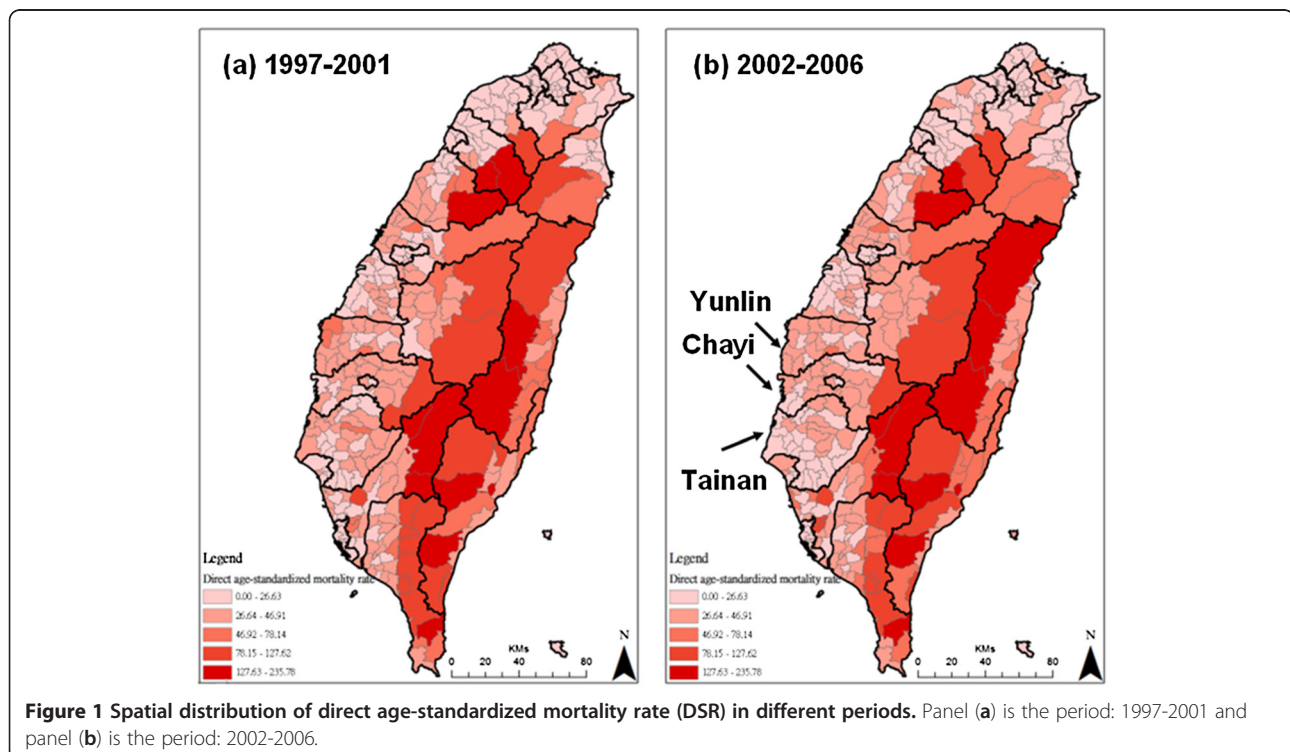 (a) 1997-2001
Legend
Direct age-standardized mortality rate
0.00 - 26.63
26.64 - 46.91
46.92 - 78.14
78.15 - 127.62
127.63 - 235.78
KMs
0 20 40 80
N
(b) 2002-2006
Yunlin
Chayi
Tainan
Legend
Direct age-standardized mortality rate
0.00 - 26.63
26.64 - 46.91
46.92 - 78.14
78.15 - 127.62
127.63 - 235.78
KMs
0 20 40 80
N
Figure 1 Spatial distribution of direct age-standardized mortality rate (DSR) in different periods. Panel (a) is the period: 1997-2001 and
panel (b) is the period: 2002-2006.